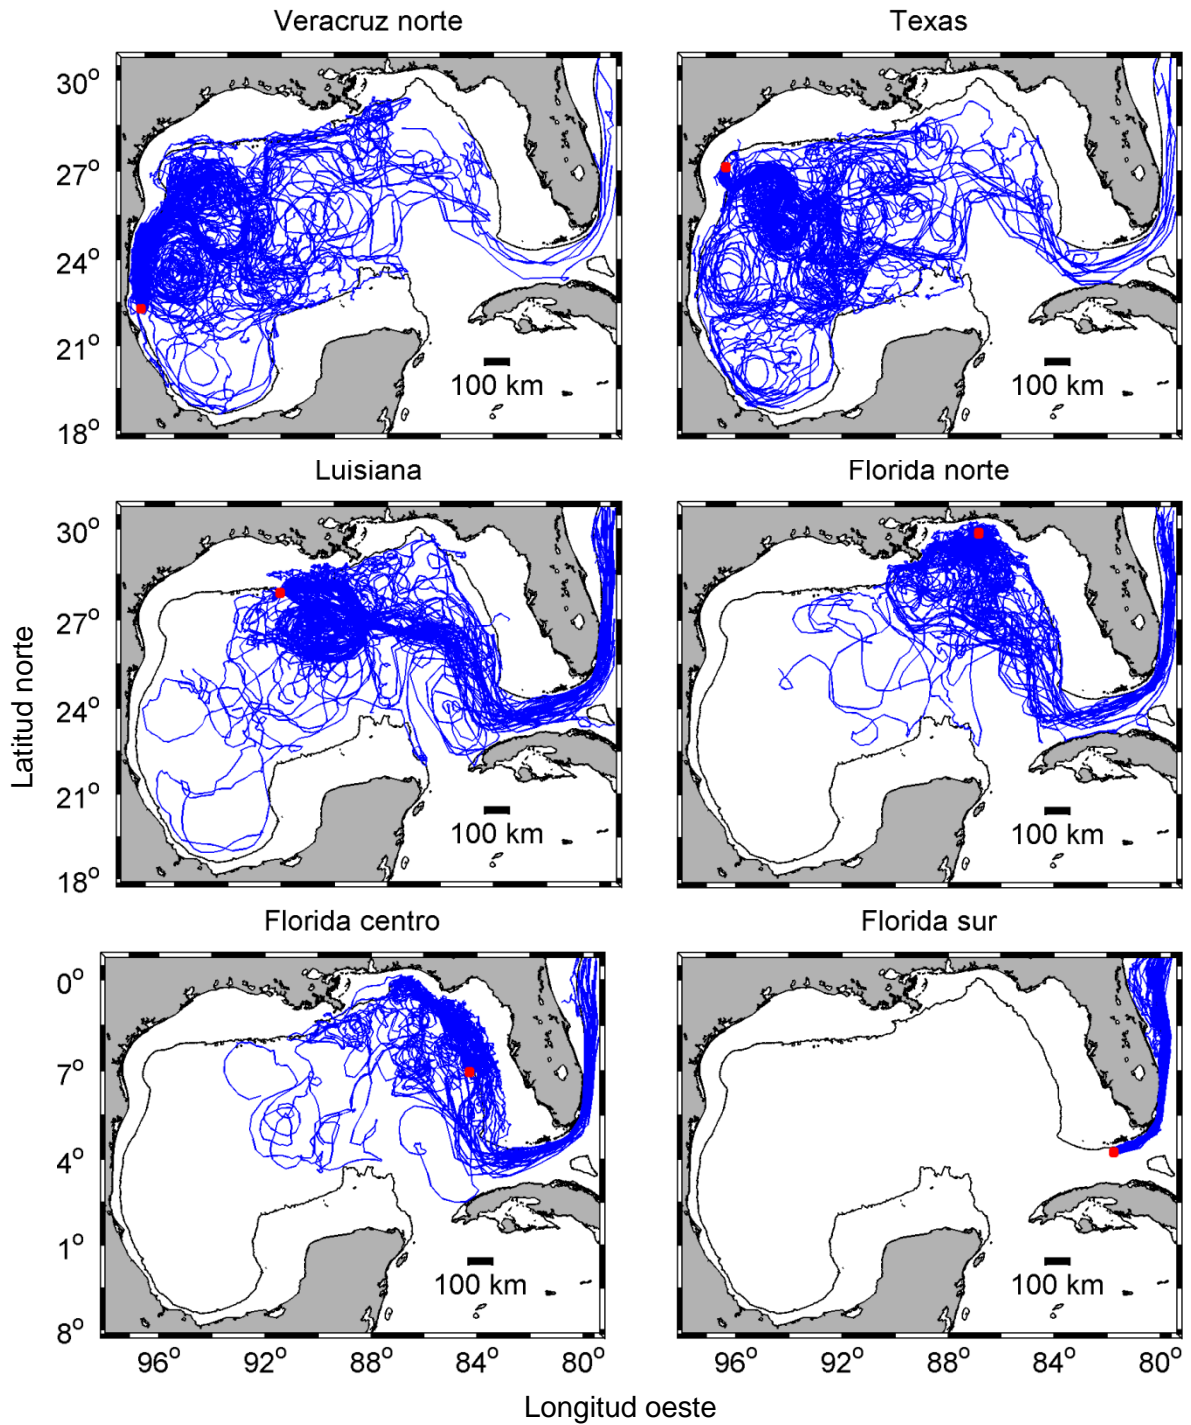 Veracruz norte
Texas
30°
27°
24°
21°
18°
100 km
100 km
Luisiana
Florida norte
30°
27°
24°
21°
18°
100 km
100 km
Latitud norte
Florida centro
Florida sur
0°
7°
4°
1°
8°
100 km
100 km
96° 92° 88° 84° 80°
96° 92° 88° 84° 80°
Longitud oeste